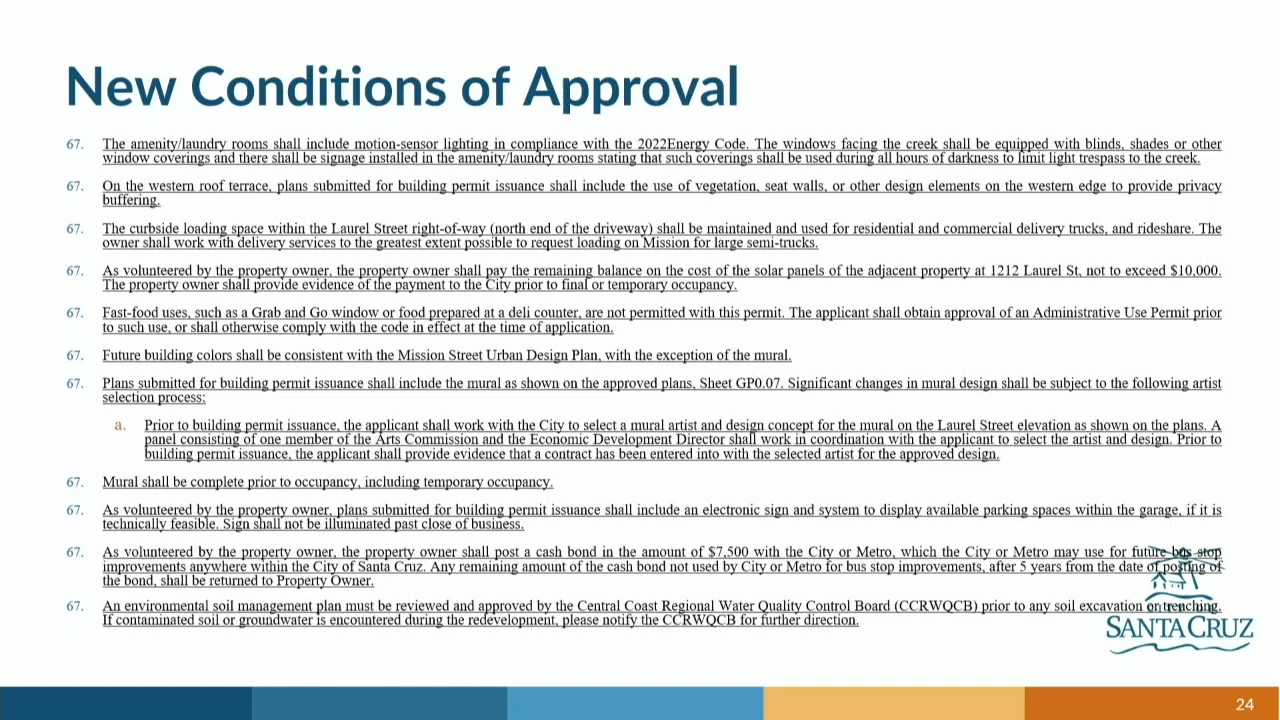 New Conditions of Approval
67. The amenity/laundry rooms shall include motion-sensor lighting in compliance with the 2022Energy Code. The windows facing the creek shall be equipped with blinds, shades or other
window coverings and there shall be signage installed in the amenity/laundry rooms stating that such coverings shall be used during all hours of darkness to limit light trespass to the creek.
67. On the western roof terrace, plans submitted for building permit issuance shall include the use of vegetation, seat walls, or other design elements on the western edge to provide privacy
buffering.
67. The curbside loading space within the Laurel Street right-of-way (north end of the driveway) shall be maintained and used for residential and commercial delivery trucks, and rideshare. The
owner shall work with delivery services to the greatest extent possible to request loading on Mission for large semi-trucks.
67. As volunteered by the property owner, the property owner shall pay the remaining balance on the cost of the solar panels of the adjacent property at 1212 Laurel St, not to exceed $10,000.
The property owner shall provide evidence of the payment to the City prior to final or temporary occupancy.
67. Fast-food uses, such as a Grab and Go window or food prepared at a deli counter, are not permitted with this permit. The applicant shall obtain approval of an Administrative Use Permit prior
to such use, or shall otherwise comply with the code in effect at the time of application.
67. Future building colors shall be consistent with the Mission Street Urban Design Plan, with the exception of the mural.
67. Plans submitted for building permit issuance shall include the mural as shown on the approved plans, Sheet GP0.07. Significant changes in mural design shall be subject to the following artist
selection process:
a. Prior to building permit issuance, the applicant shall work with the City to select a mural artist and design concept for the mural on the Laurel Street elevation as shown on the plans. A
panel consisting of one member of the Arts Commission and the Economic Development Director shall work in coordination with the applicant to select the artist and design. Prior to
building permit issuance, the applicant shall provide evidence that a contract has been entered into with the selected artist for the approved design.
67. Mural shall be complete prior to occupancy, including temporary occupancy.
67. As volunteered by the property owner, plans submitted for building permit issuance shall include an electronic sign and system to display available parking spaces within the garage, if it is
technically feasible. Sign shall not be illuminated past close of business.
67. As volunteered by the property owner, the property owner shall post a cash bond in the amount of $7,500 with the City or Metro, which the City or Metro may use for future bus stop
improvements anywhere within the City of Santa Cruz. Any remaining amount of the cash bond not used by City or Metro for bus stop improvements, after 5 years from the date of posting of
the bond, shall be returned to Property Owner.
67. An environmental soil management plan must be reviewed and approved by the Central Coast Regional Water Quality Control Board (CCRWQCB) prior to any soil excavation or trenching.
If contaminated soil or groundwater is encountered during the redevelopment, please notify the CCRWQCB for further direction.
SANTA CRUZ
24